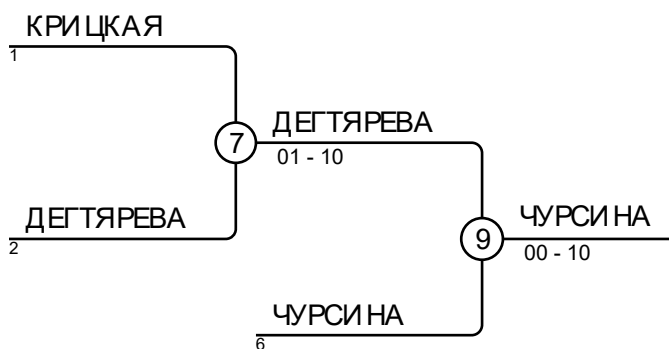 КРИЦКАЯ
1
7
ДЕГТЯРЕВА
01 - 10
ДЕГТЯРЕВА
2
9
ЧУРСИНА
00 - 10
ЧУРСИНА
6